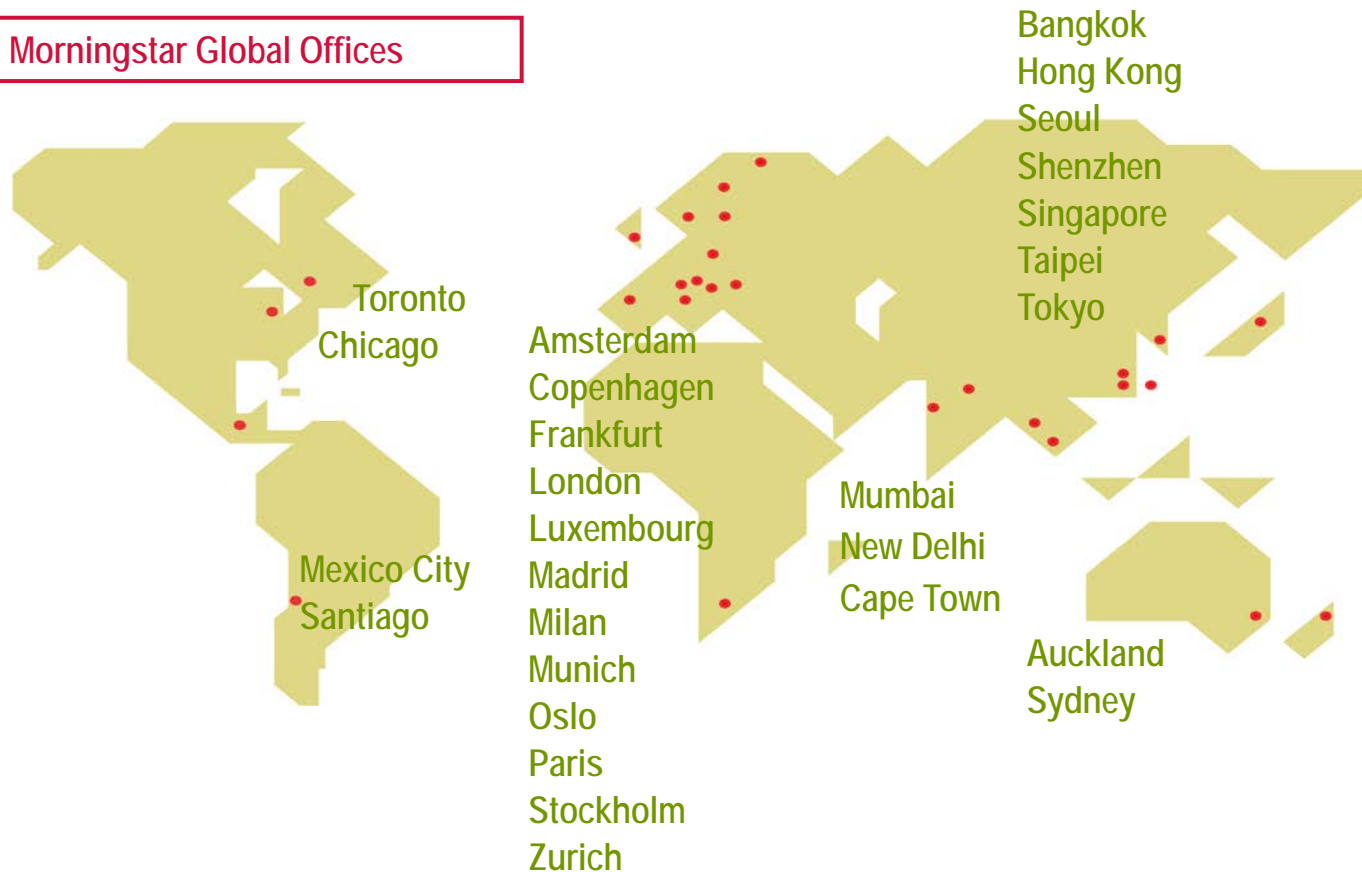 Morningstar Global Offices
Bangkok
Hong Kong
Seoul
Shenzhen
Singapore
Taipei
Tokyo
Toronto
Chicago
Amsterdam
Copenhagen
Frankfurt
London
Luxembourg
Madrid
Milan
Munich
Oslo
Paris
Stockholm
Zurich
Mumbai
New Delhi
Cape Town
Mexico City
Santiago
Auckland
Sydney